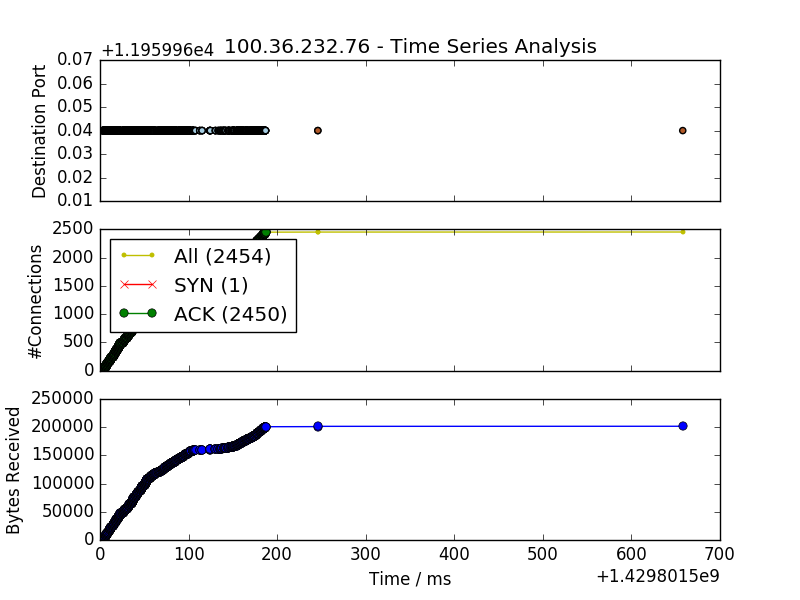 +1.195996e4 100.36.232.76 - Time Series Analysis
Destination Port
0.07
0.06
0.05
0.04
0.03
0.02
0.01
#Connections
2500
2000
1500
1000
500
0
All (2454)
SYN (1)
ACK (2450)
Bytes Received
250000
200000
150000
100000
50000
0
0 100 200 300 400 500 600 700
Time / ms
+1.4298015e9